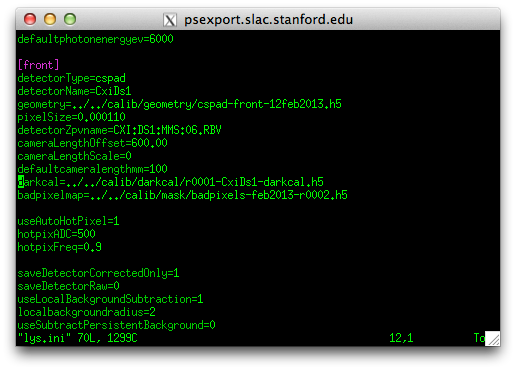 psexport.slac.stanford.edu
defaultphotonenergyev=6000
[front]
detectorType=cspad
detectorName=CxiDs1
geometry=../../calib/geometry/cspad-front-12feb2013.h5
pixelSize=0.000110
detectorZpvname=CXI:DS1:MMS:06.RBV
cameraLengthOffset=600.00
cameraLengthScale=0
defaultcameralengthmm=100
darkcal=../../calib/darkcal/r0001-CxiDs1-darkcal.h5
badpixelmap=../../calib/mask/badpixels-feb2013-r0002.h5
useAutoHotPixel=1
hotpixADC=500
hotpixFreq=0.9
saveDetectorCorrectedOnly=1
saveDetectorRaw=0
useLocalBackgroundSubtraction=1
localbackgroundradius=2
useSubtractPersistentBackground=0
"lys.ini" 70L, 1299C 12,1 To